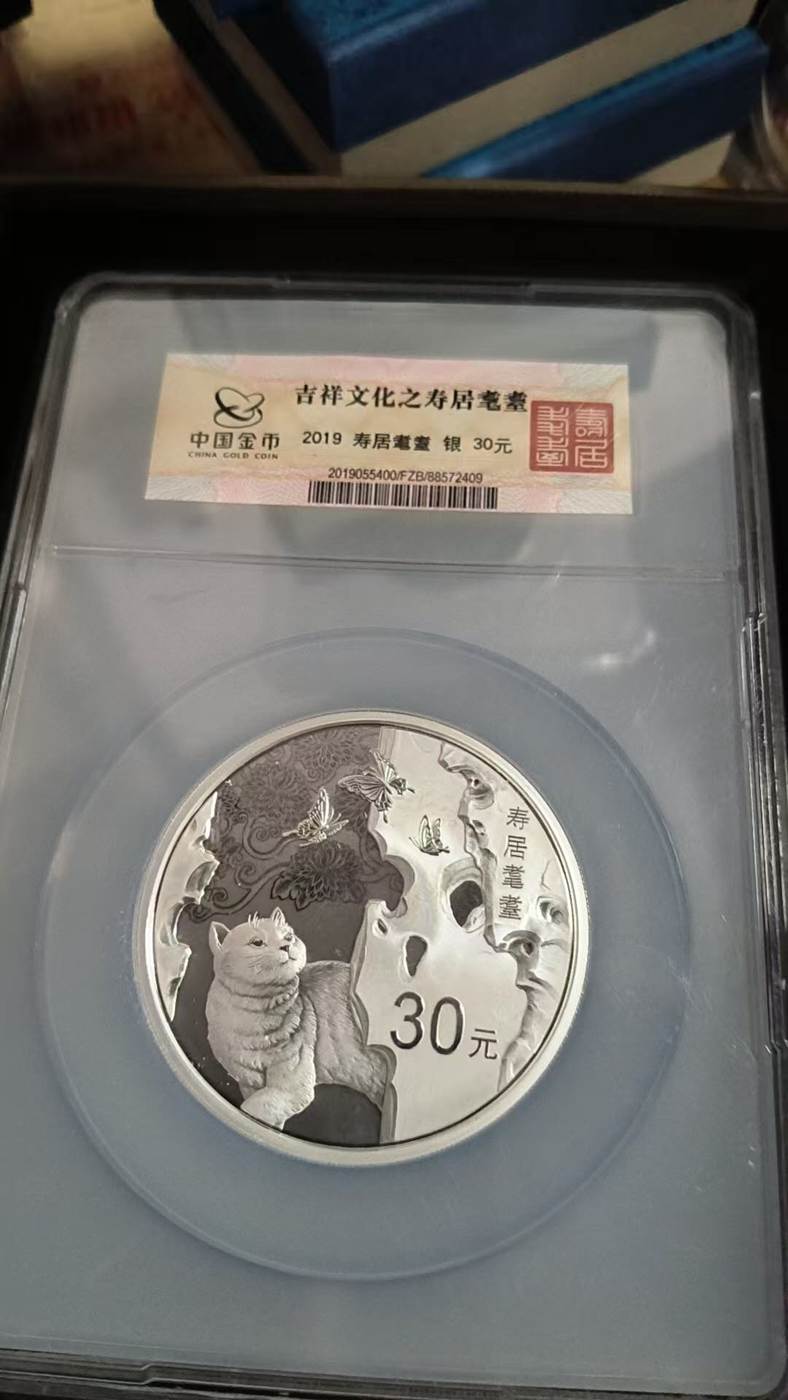 吉祥文化之寿居耄耋
中国金币
CHINA GOLD COIN
2019 寿居耄耋 银 30元
壽居耄耋
2019055400/FZB/88572409
寿居耄耋
30元